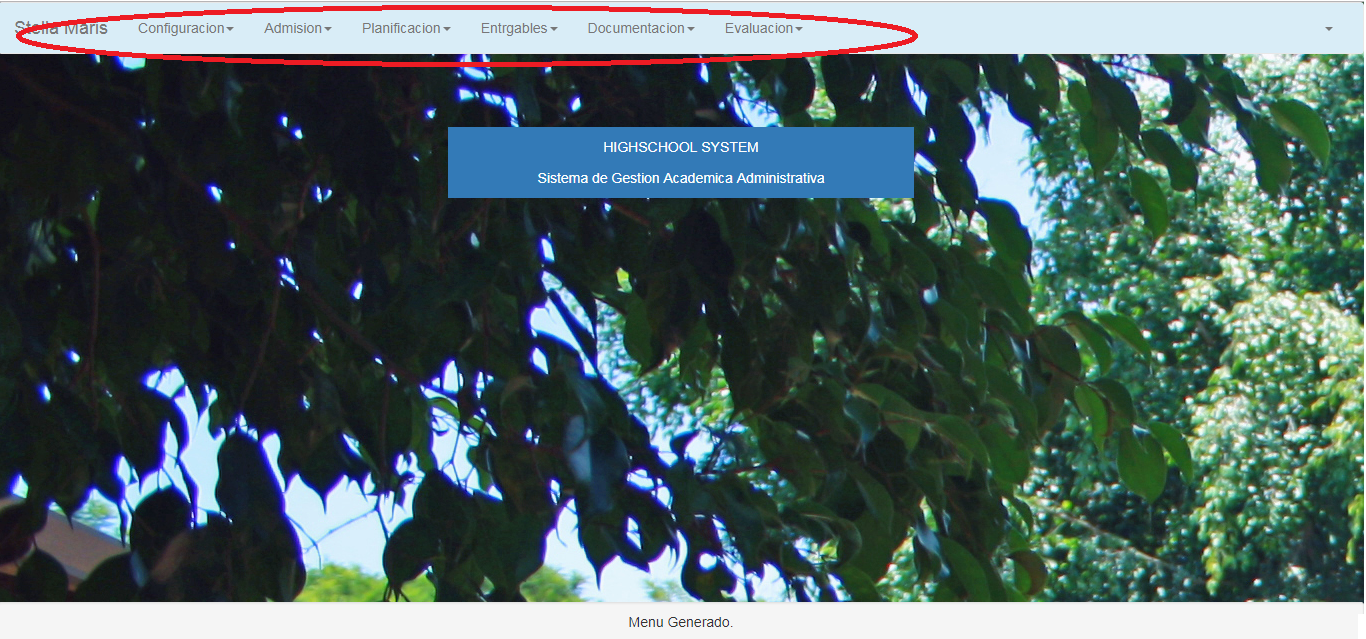 Stella Maris Configuracion Admision Planificacion Entrgables Documentacion Evaluacion
HIGHSCHOOL SYSTEM
Sistema de Gestion Academica Administrativa
Menu Generado.